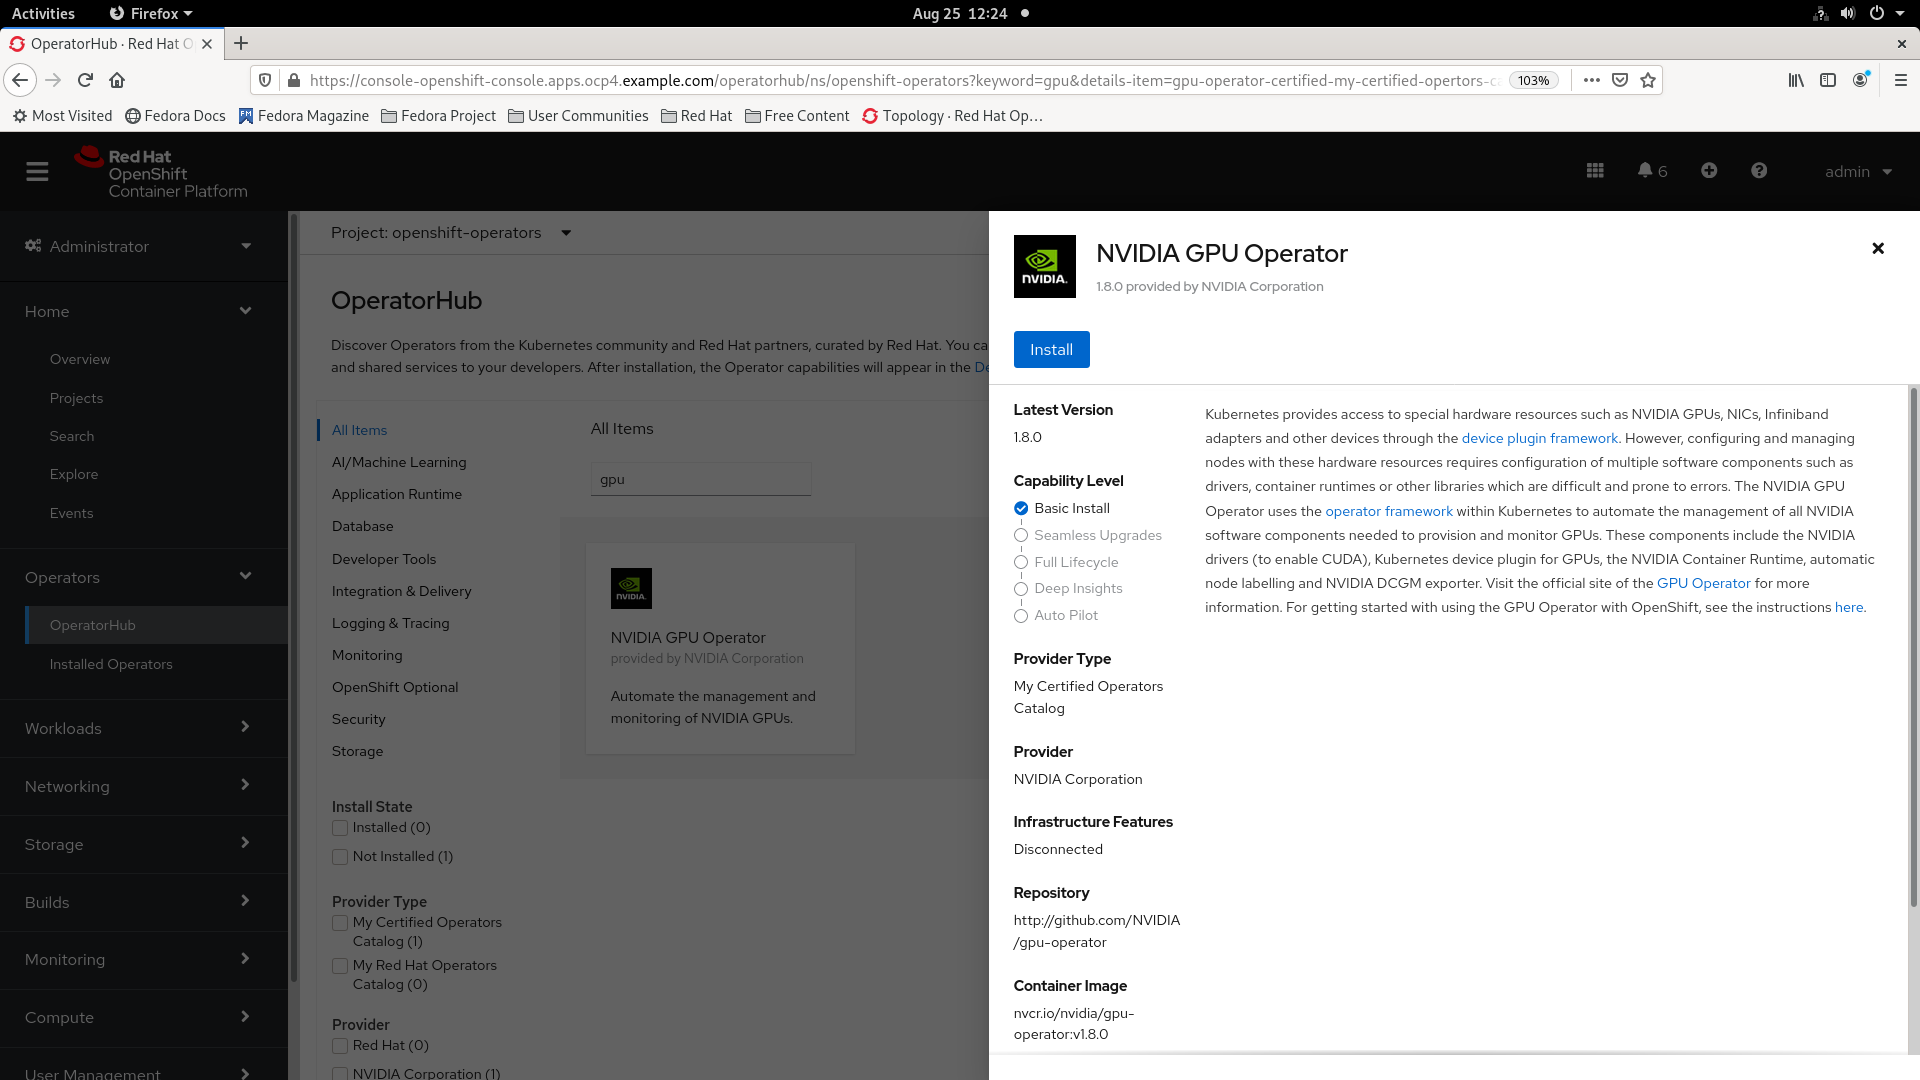 Activities
Firefox
Aug 25 12:24
OperatorHub · Red Hat O
https://console-openshift-console.apps.ocp4.example.com/operatorhub/ns/openshift-operators?keyword=gpu&details-item=gpu-operator-certified-my-certified-opertors-c
103%
Most Visited
Fedora Docs
Fedora Magazine
Fedora Project
User Communities
Red Hat
Free Content
Topology · Red Hat Op…
Red Hat
OpenShift
Container Platform
6
admin
Administrator
Home
Overview
Projects
Search
Explore
Events
Operators
OperatorHub
Installed Operators
Workloads
Networking
Storage
Builds
Monitoring
Compute
User Management
Project: openshift-operators
OperatorHub
Discover Operators from the Kubernetes community and Red Hat partners, curated by Red Hat. You ca
and shared services to your developers. After installation, the Operator capabilities will appear in the De
All Items
AI/Machine Learning
Application Runtime
Database
Developer Tools
Integration & Delivery
Logging & Tracing
Monitoring
OpenShift Optional
Security
Storage
Install State
Installed (0)
Not Installed (1)
Provider Type
My Certified Operators
Catalog (1)
My Red Hat Operators
Catalog (0)
Provider
Red Hat (0)
NVIDIA Corporation (1)
All Items
gpu
NVIDIA.
NVIDIA GPU Operator
provided by NVIDIA Corporation
Automate the management and
monitoring of NVIDIA GPUs.
NVIDIA.
NVIDIA GPU Operator
1.8.0 provided by NVIDIA Corporation
Install
Latest Version
1.8.0
Capability Level
Basic Install
Seamless Upgrades
Full Lifecycle
Deep Insights
Auto Pilot
Provider Type
My Certified Operators
Catalog
Provider
NVIDIA Corporation
Infrastructure Features
Disconnected
Repository
http://github.com/NVIDIA
/gpu-operator
Container Image
nvcr.io/nvidia/gpu-
operator:v1.8.0
Kubernetes provides access to special hardware resources such as NVIDIA GPUs, NICs, Infiniband
adapters and other devices through the device plugin framework. However, configuring and managing
nodes with these hardware resources requires configuration of multiple software components such as
drivers, container runtimes or other libraries which are difficult and prone to errors. The NVIDIA GPU
Operator uses the operator framework within Kubernetes to automate the management of all NVIDIA
software components needed to provision and monitor GPUs. These components include the NVIDIA
drivers (to enable CUDA), Kubernetes device plugin for GPUs, the NVIDIA Container Runtime, automatic
node labelling and NVIDIA DCGM exporter. Visit the official site of the GPU Operator for more
information. For getting started with using the GPU Operator with OpenShift, see the instructions here.